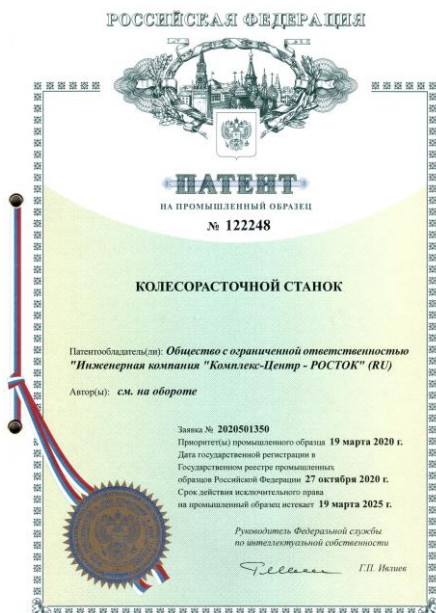 РОССИЙСКАЯ ФЕДЕРАЦИЯ
ПАТЕНТ
НА ПРОМЫШЛЕННЫЙ ОБРАЗЕЦ
№ 122248
КОЛЕСОРАСТОЧНОЙ СТАНОК
Патентообладатель(ли): Общество с ограниченной ответственностью
"Инженерная компания "Комплекс-Центр - РОСТОК" (RU)
Автор(ы): см. на обороте
Заявка № 2020501350
Приоритет(ы) промышленного образца 19 марта 2020 г.
Дата государственной регистрации в
Государственном реестре промышленных
образцов Российской Федерации 27 октября 2020 г.
Срок действия исключительного права
на промышленный образец истекает 19 марта 2025 г.
Руководитель Федеральной службы
по интеллектуальной собственности
Г.П. Ивлиев